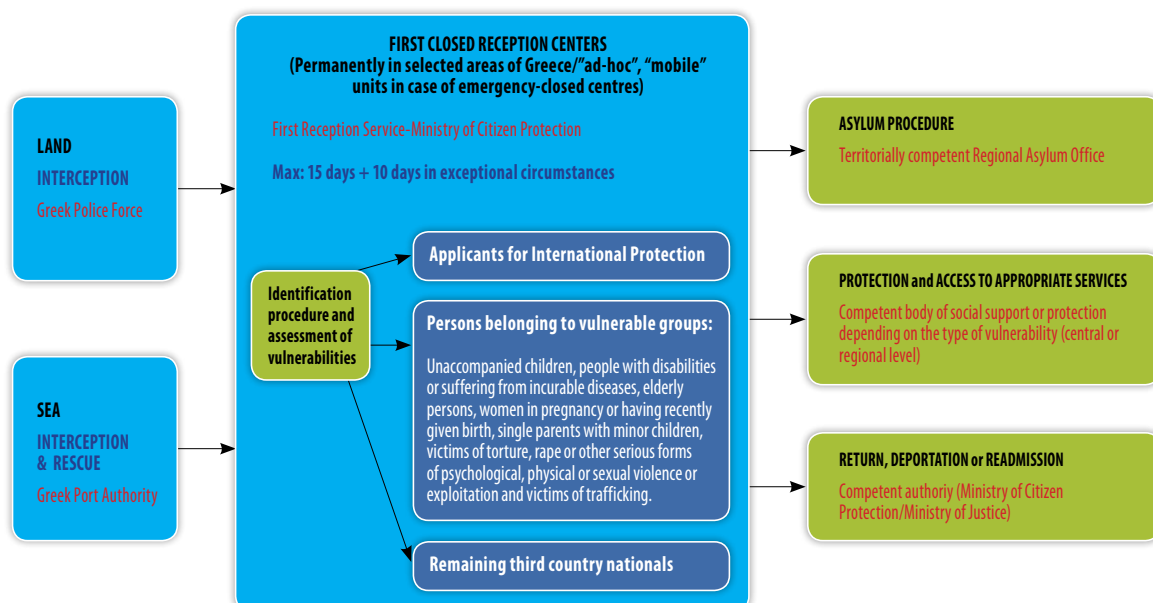 LAND
INTERCEPTION
Greek Police Force
SEA
INTERCEPTION
& RESCUE
Greek Port Authority
FIRST CLOSED RECEPTION CENTERS
(Permanently in selected areas of Greece/”ad-hoc”, “mobile”
units in case of emergency-closed centres)
First Reception Service-Ministry of Citizen Protection
Max: 15 days + 10 days in exceptional circumstances
Identification
procedure and
assessment of
vulnerabilities
Applicants for International Protection
Persons belonging to vulnerable groups:
Unaccompanied children, people with disabilities
or suffering from incurable diseases, elderly
persons, women in pregnancy or having recently
given birth, single parents with minor children,
victims of torture, rape or other serious forms
of psychological, physical or sexual violence or
exploitation and victims of trafficking.
Remaining third country nationals
ASYLUM PROCEDURE
Territorially competent Regional Asylum Office
PROTECTION and ACCESS TO APPROPRIATE SERVICES
Competent body of social support or protection
depending on the type of vulnerability (central or
regional level)
RETURN, DEPORTATION or READMISSION
Competent authoriy (Ministry of Citizen
Protection/Ministry of Justice)